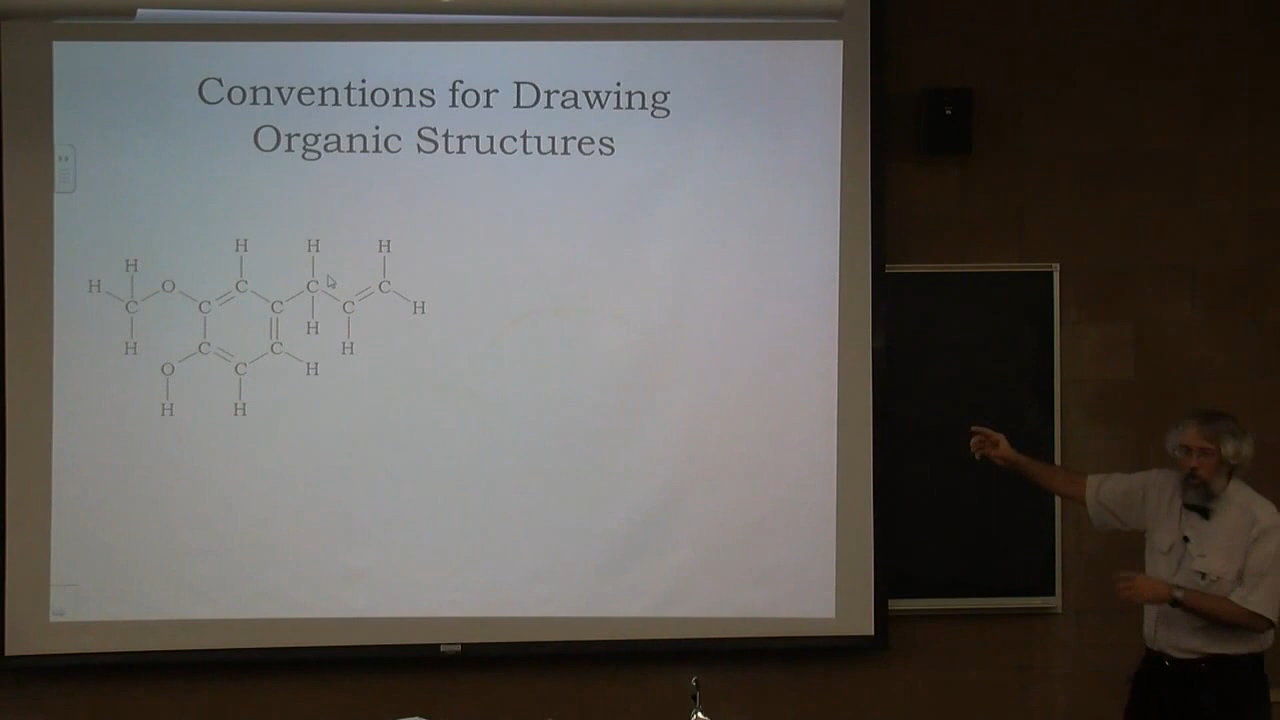 Conventions for Drawing
Organic Structures
H H H
H
H O C C C
C C C C H
H
H C C H
O C H
H H